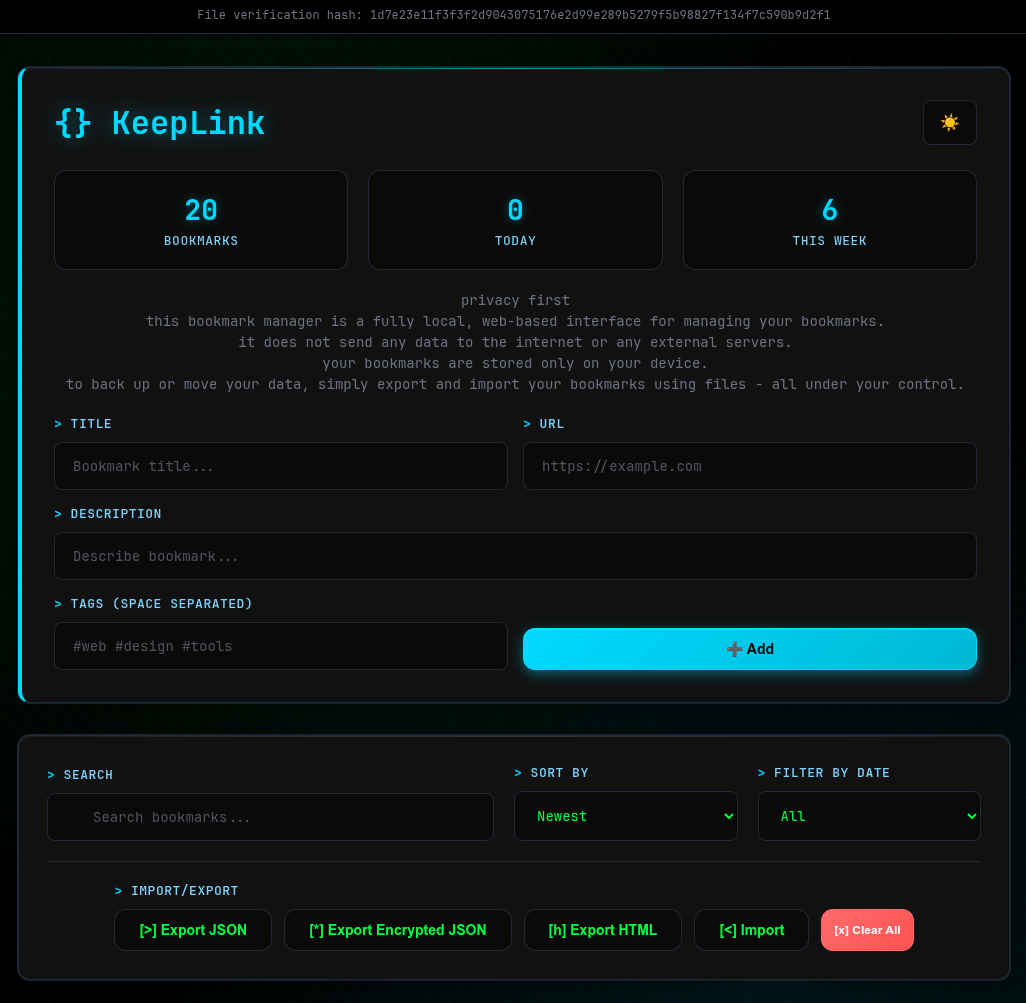 File verification hash: 1d7e23e11f3f3f2d9043075176e2d99e289b5279f5b98827f134f7c590b9d2f1
{} KeepLink
20
BOOKMARKS
0
TODAY
6
THIS WEEK
privacy first
this bookmark manager is a fully local, web-based interface for managing your bookmarks.
it does not send any data to the internet or any external servers.
your bookmarks are stored only on your device.
to back up or move your data, simply export and import your bookmarks using files - all under your control.
> TITLE
Bookmark title...
> URL
https://example.com
> DESCRIPTION
Describe bookmark...
> TAGS (SPACE SEPARATED)
#web #design #tools
➕ Add
> SEARCH
Search bookmarks...
> SORT BY
Newest
> FILTER BY DATE
All
> IMPORT/EXPORT
[>] Export JSON
[*] Export Encrypted JSON
[h] Export HTML
[<] Import
[x] Clear All